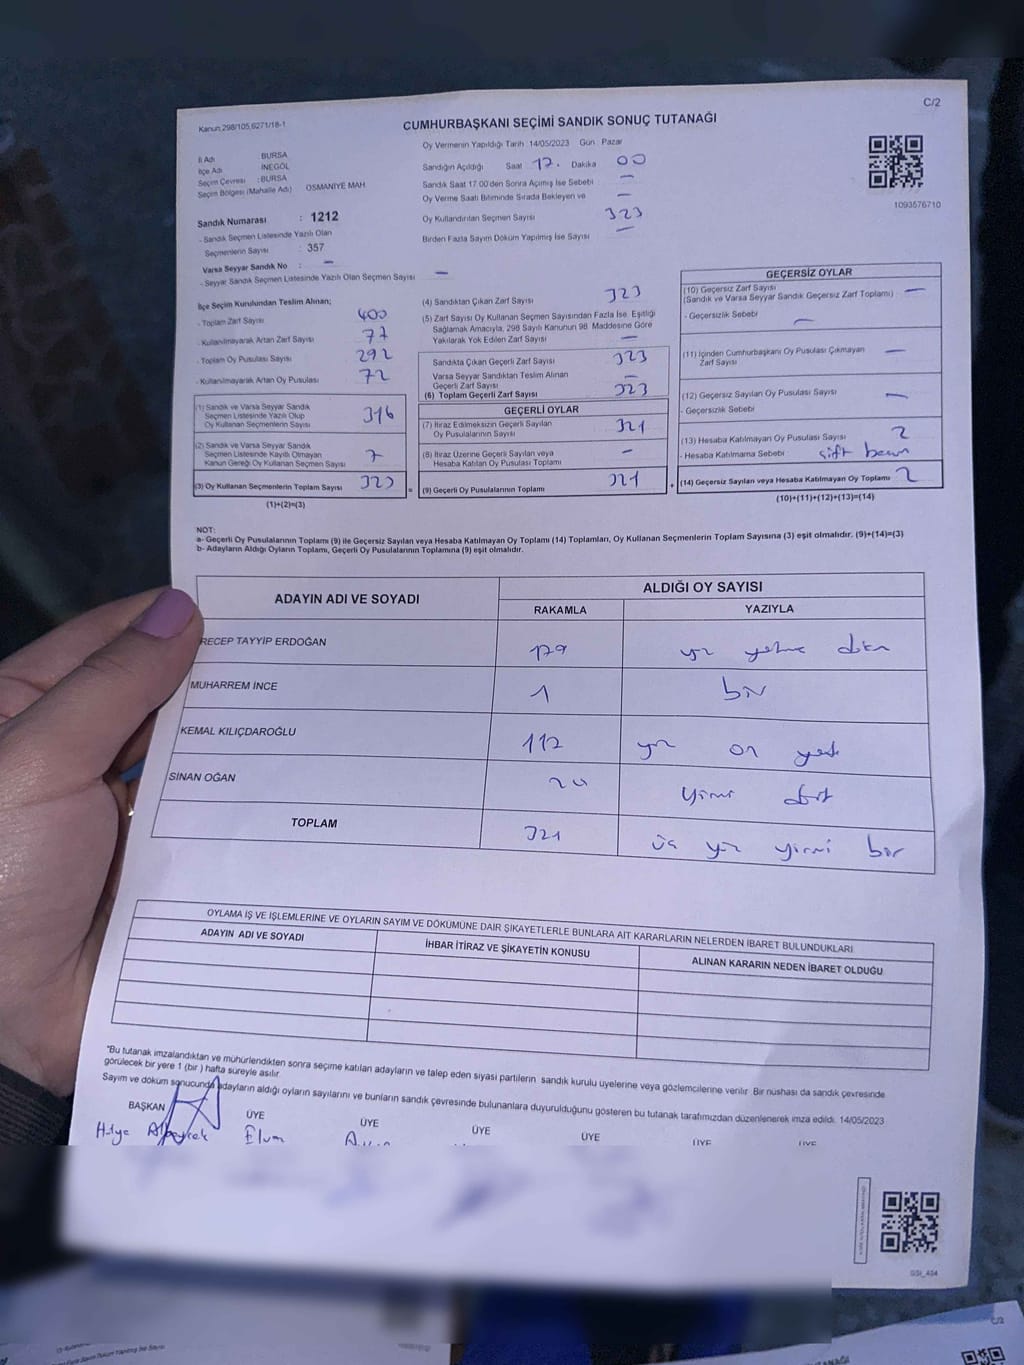 C/2
Kanun:298/105,6271/18-1
CUMHURBAŞKANI SEÇİMİ SANDIK SONUÇ TUTANAĞI
İl Adı BURSA
İlçe Adı İNEGÖL
Seçim Çevresi : BURSA
Seçim Bölgesi (Mahalle Adı) OSMANİYE MAH
Sandık Numarası : 1212
- Sandık Seçmen Listesinde Yazılı Olan
Seçmenlerin Sayısı : 357
Varsa Seyyar Sandık No : –
- Seyyar Sandık Seçmen Listesinde Yazılı Olan Seçmen Sayısı –
Oy Vermenin Yapıldığı Tarih 14/05/2023 Gün Pazar
Sandığın Açıldığı Saat 17. Dakika 00
Sandık Saat 17 00'den Sonra Açımış İse Sebebi –
Oy Verme Saati Bitiminde Sırada Bekleyen ve –
Oy Kullandırılan Seçmen Sayısı 323
Birden Fazla Sayım Döküm Yapılmış İse Sayısı –
1093576710
İlçe Seçim Kurulundan Teslim Alınan;
- Toplam Zarf Sayısı 400
- Kullanılmayarak Artan Zarf Sayısı 77
- Toplam Oy Pusulası Sayısı 292
- Kullanılmayarak Artan Oy Pusulası 72
(1) Sandık ve Varsa Seyyar Sandık
Seçmen Listesinde Yazılı Olup
Oy Kullanan Seçmenlerin Sayısı 316
(2) Sandık ve Varsa Seyyar Sandık
Seçmen Listesinde Kayıtlı Olmayan
Kanun Gereği Oy Kullanan Seçmen Sayısı 7
(3) Oy Kullanan Seçmenlerin Toplam Sayısı 323 =
(1)+(2)=(3)
(4) Sandıktan Çıkan Zarf Sayısı 323
(5) Zarf Sayısı Oy Kullanan Seçmen Sayısından Fazla İse Eşitliği
Sağlamak Amacıyla, 298 Sayılı Kanunun 98. Maddesine Göre
Yakılarak Yok Edilen Zarf Sayısı –
Sandıkta Çıkan Geçerli Zarf Sayısı 323
Varsa Seyyar Sandıktan Teslim Alınan
Geçerli Zarf Sayısı –
(6) Toplam Geçerli Zarf Sayısı 323
GEÇERLİ OYLAR
(7) İtiraz Edilmeksizin Geçerli Sayılan
Oy Pusulalarının Sayısı 321
(8) İtiraz Üzerine Geçerli Sayılan veya
Hesaba Katılan Oy Pusulası Toplamı –
(9) Geçerli Oy Pusulalarının Toplamı 321 +
GEÇERSİZ OYLAR
(10) Geçersiz Zarf Sayısı
(Sandık ve Varsa Seyyar Sandık Geçersiz Zarf Toplamı) –
- Geçersizlik Sebebi –
(11) İçinden Cumhurbaşkanı Oy Pusulası Çıkmayan
Zarf Sayısı –
(12) Geçersiz Sayılan Oy Pusulası Sayısı –
- Geçersizlik Sebebi
(13) Hesaba Katılmayan Oy Pusulası Sayısı 2
- Hesaba Katılmama Sebebi çift
(14) Geçersiz Sayılan veya Hesaba Katılmayan Oy Toplamı 2
(10)+(11)+(12)+(13)=(14)
NOT:
a- Geçerli Oy Pusulalarının Toplamı (9) ile Geçersiz Sayılan veya Hesaba Katılmayan Oy Toplamı (14) Toplamları, Oy Kullanan Seçmenlerin Toplam Sayısına (3) eşit olmalıdır. (9)+(14)=(3)
b- Adayların Aldığı Oyların Toplamı, Geçerli Oy Pusulalarının Toplamına (9) eşit olmalıdır.
ADAYIN ADI VE SOYADI
ALDIĞI OY SAYISI
RAKAMLA YAZIYLA
RECEP TAYYİP ERDOĞAN 179 yüz yetmiş dokuz
MUHARREM İNCE 1 bir
KEMAL KILIÇDAROĞLU 117 yüz on yedi
SİNAN OĞAN 24 Yirmi dört
TOPLAM 321 üç yüz yirmi bir
OYLAMA İŞ VE İŞLEMLERİNE VE OYLARIN SAYIM VE DÖKÜMÜNE DAİR ŞİKAYETLERLE BUNLARA AİT KARARLARIN NELERDEN İBARET BULUNDUKLARI
ADAYIN ADI VE SOYADI İHBAR İTİRAZ VE ŞİKAYETİN KONUSU ALINAN KARARIN NEDEN İBARET OLDUĞU
*Bu tutanak imzalandıktan ve mühürlendikten sonra seçime katılan adayların ve talep eden siyasi partilerin sandık kurulu üyelerine veya gözlemcilerine verilir. Bir nüshası da sandık çevresinde
görülecek bir yere 1 (bir ) hafta süreyle asılır.
Sayım ve döküm sonucunda adayların aldığı oyların sayılarını ve bunların sandık çevresinde bulunanlara duyurulduğunu gösteren bu tutanak tarafımızdan düzenlenerek imza edildi. 14/05/2023
BAŞKAN ÜYE ÜYE ÜYE ÜYE ÜYE ÜYE
Hülya Albayrak
GSI_404
C/2